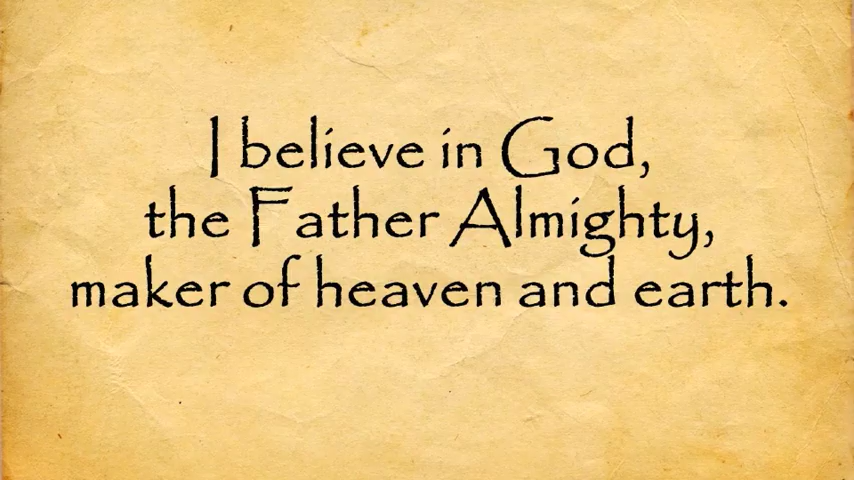 I believe in God,
the Father Almighty,
maker of heaven and earth.